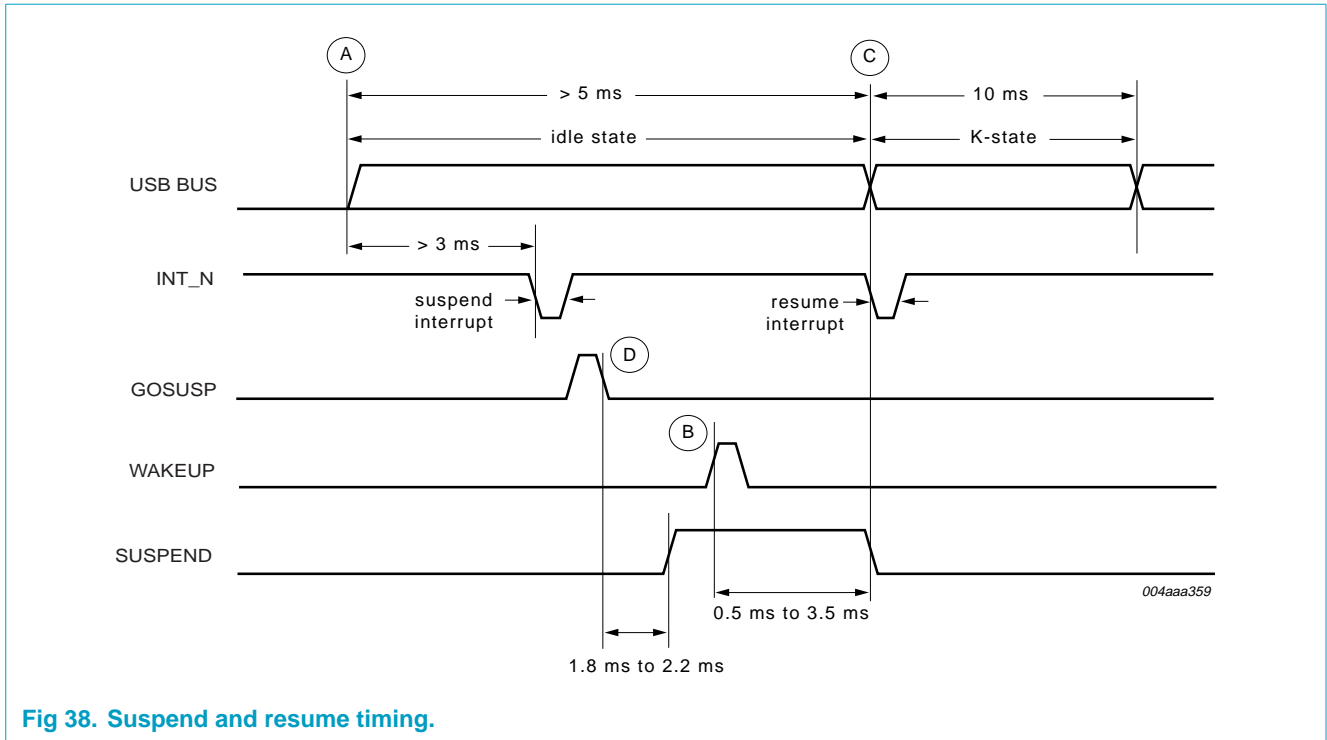 A
C
> 5 ms
10 ms
idle state
K-state
USB BUS
> 3 ms
INT_N
suspend
interrupt
resume
interrupt
D
GOSUSP
B
WAKEUP
SUSPEND
004aaa359
0.5 ms to 3.5 ms
1.8 ms to 2.2 ms
Fig 38. Suspend and resume timing.